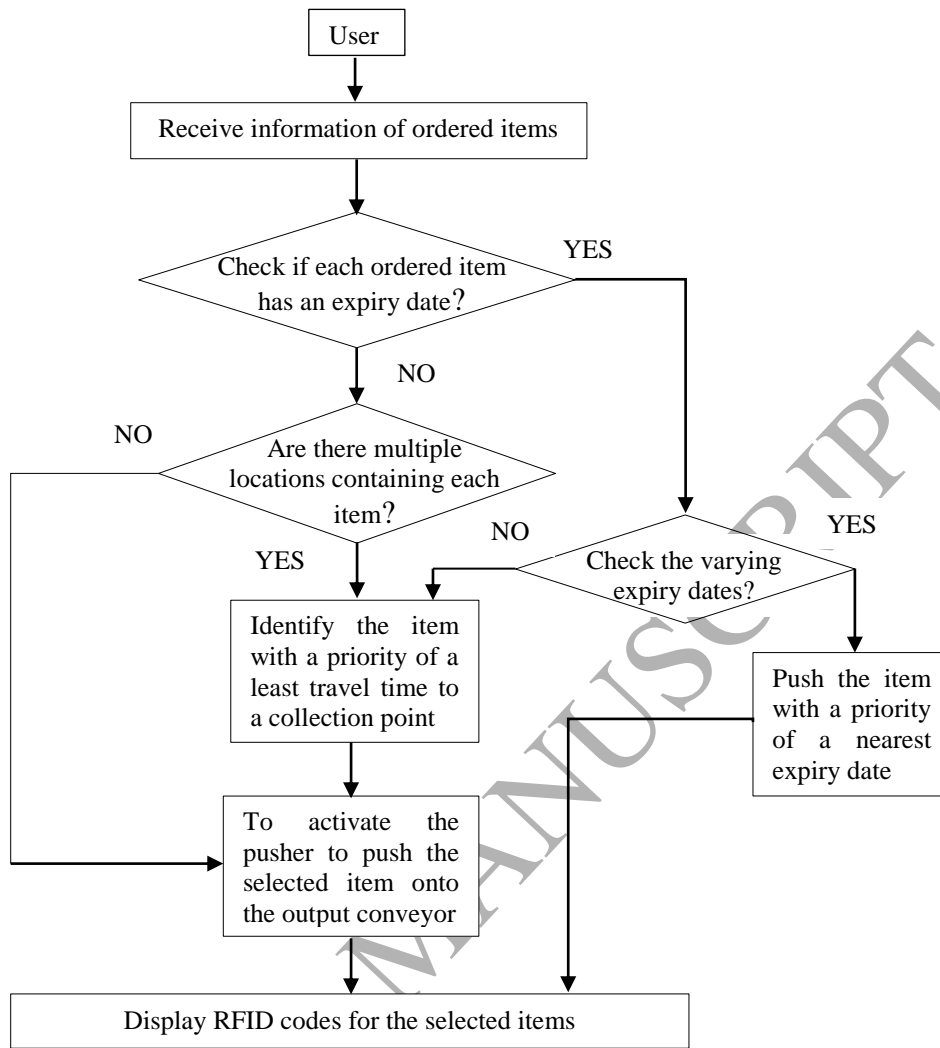 User
Receive information of ordered items
YES
Check if each ordered item
has an expiry date?
NO
NO
Are there multiple
locations containing each
item?
YES
NO
YES
Check the varying
expiry dates?
Identify the item
with a priority of a
least travel time to
a collection point
Push the item
with a priority
of a nearest
expiry date
To activate the
pusher to push the
selected item onto
the output conveyor
Display RFID codes for the selected items
MANUSCRIPT